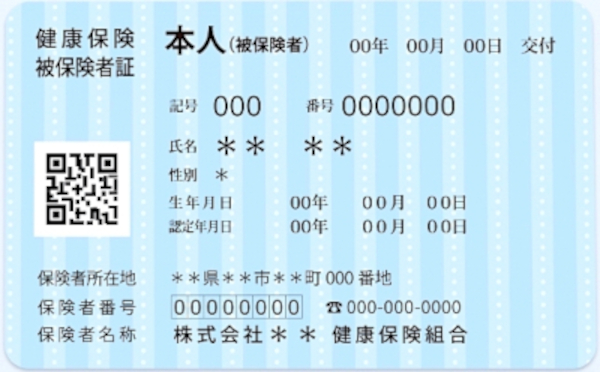 健康保険 本人(被保険者) 00年 00月 00日 交付
被保険者証
記号 000 番号 0000000
氏名 ** **
性別 *
生年月日 00年 00月 00日
認定年月日 00年 00月 00日
保険者所在地 **県**市**町000番地
保険者番号 00000000 ☎000-000-0000
保険者名称 株式会社** 健康保険組合